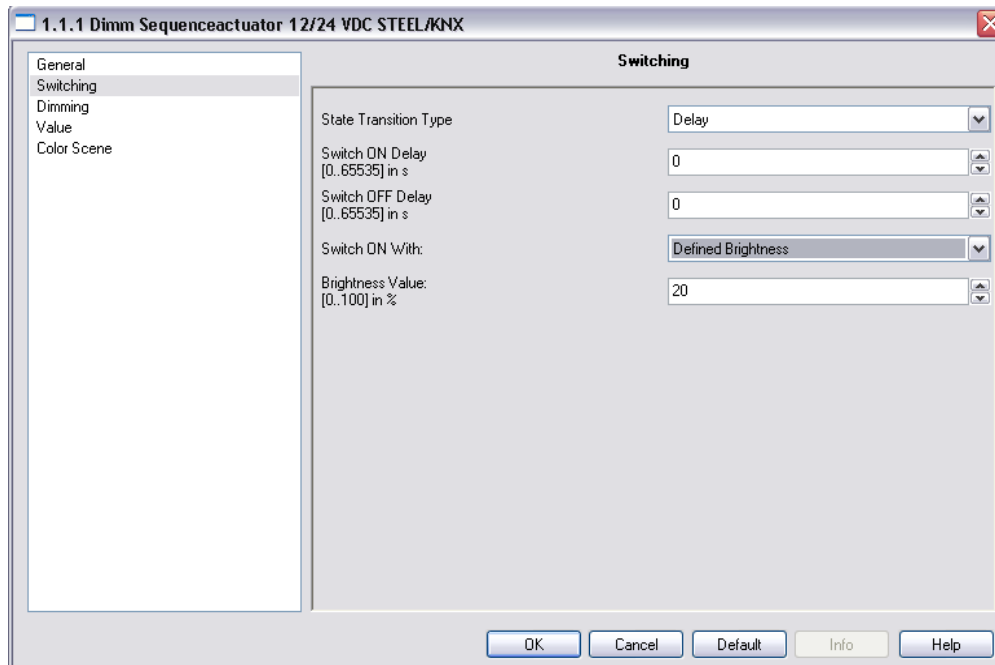 1.1.1 Dimm Sequenceactuator 12/24 VDC STEEL/KNX
General
Switching
Dimming
Value
Color Scene
Switching
State Transition Type
Delay
Switch ON Delay
[0..65535] in s
0
Switch OFF Delay
[0..65535] in s
0
Switch ON With:
Defined Brightness
Brightness Value:
[0..100] in %
20
OK
Cancel
Default
Info
Help